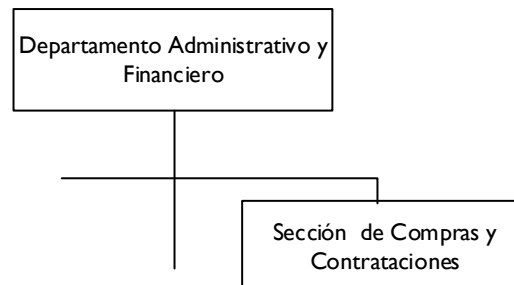 Departamento Administrativo y
Financiero
Sección de Compras y
Contrataciones